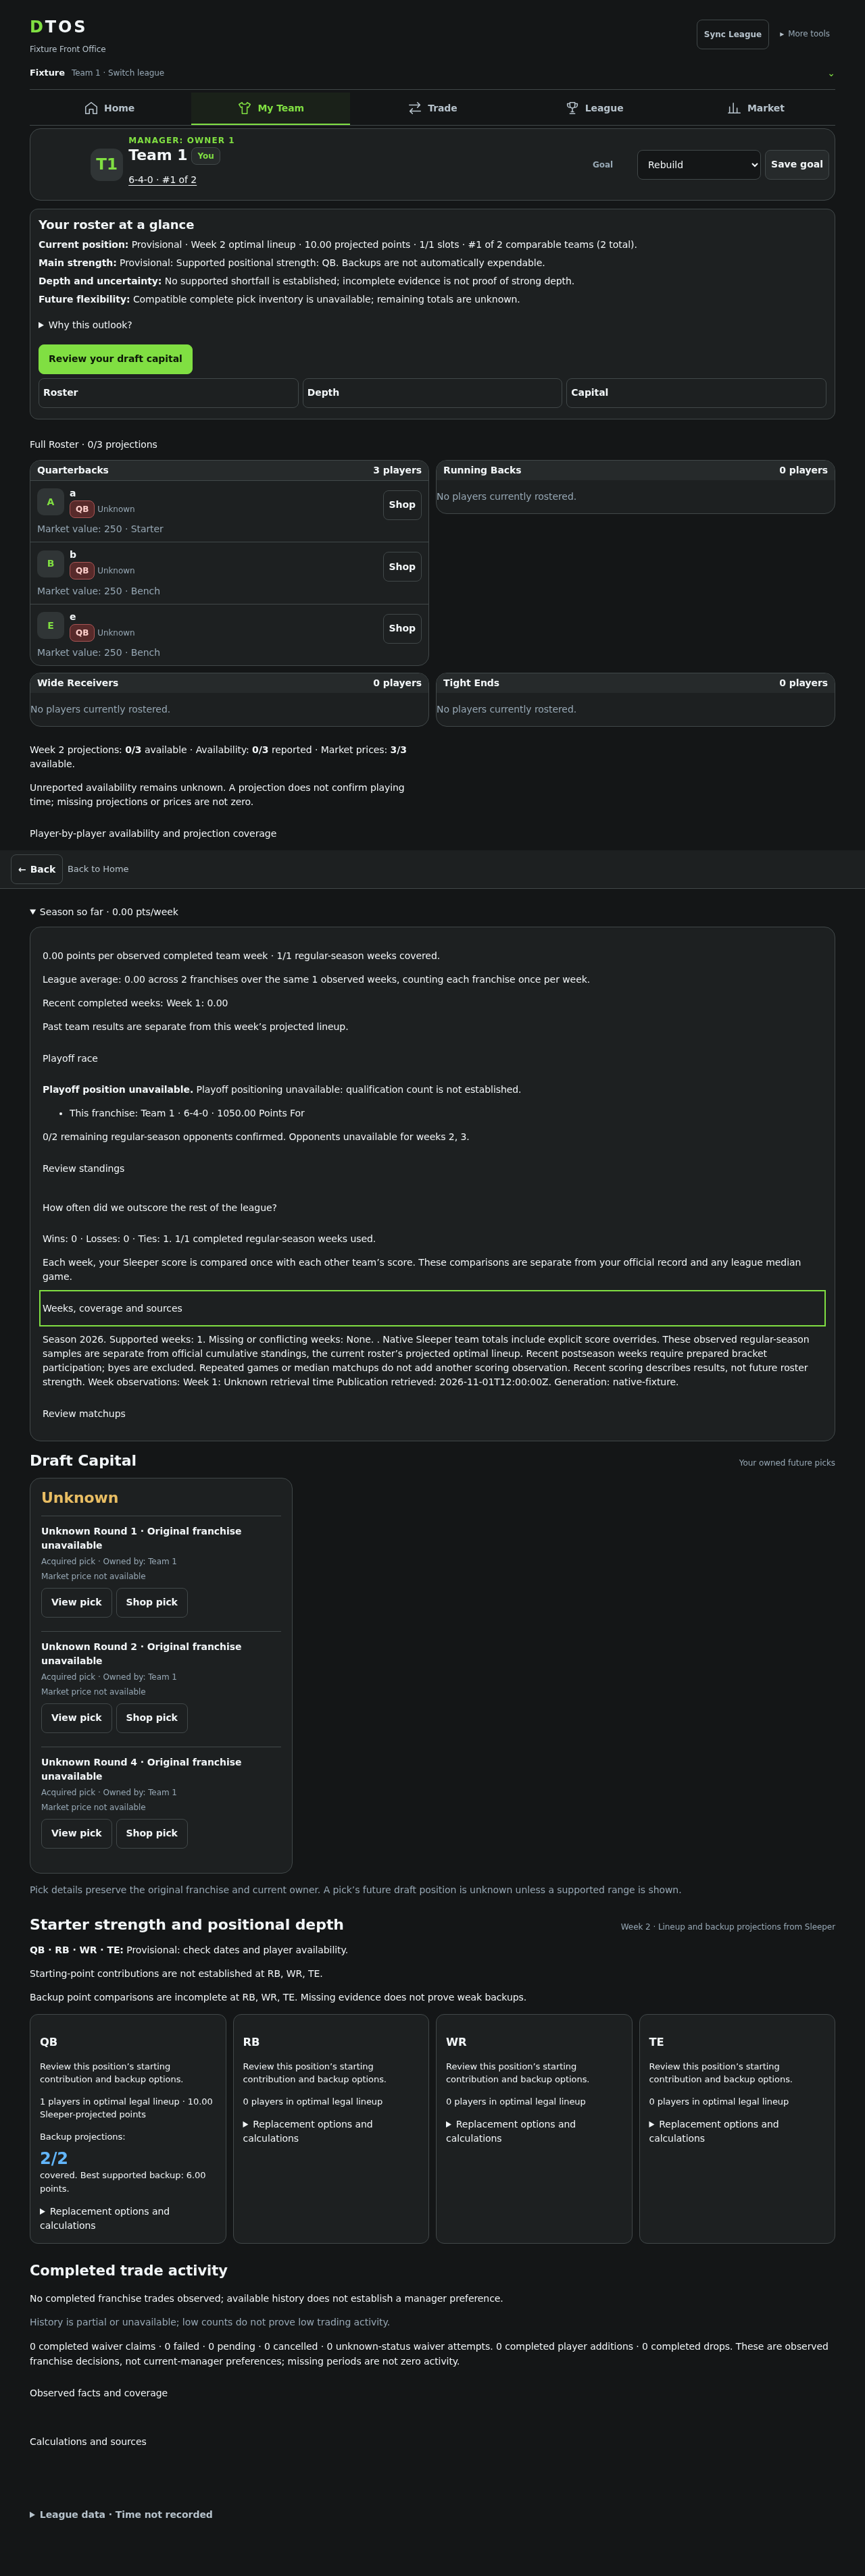 DTOS
Fixture Front Office
Sync League
▸ More tools
Fixture Team 1 · Switch league
Home
My Team
Trade
League
Market
T1
MANAGER: OWNER 1
Team 1 You
6-4-0 · #1 of 2
Goal
Rebuild
Save goal
Your roster at a glance
Current position: Provisional · Week 2 optimal lineup · 10.00 projected points · 1/1 slots · #1 of 2 comparable teams (2 total).
Main strength: Provisional: Supported positional strength: QB. Backups are not automatically expendable.
Depth and uncertainty: No supported shortfall is established; incomplete evidence is not proof of strong depth.
Future flexibility: Compatible complete pick inventory is unavailable; remaining totals are unknown.
▶ Why this outlook?
Review your draft capital
Roster
Depth
Capital
Full Roster · 0/3 projections
Quarterbacks 3 players
A
a
QB Unknown
Shop
Market value: 250 · Starter
B
b
QB Unknown
Shop
Market value: 250 · Bench
E
e
QB Unknown
Shop
Market value: 250 · Bench
Running Backs 0 players
No players currently rostered.
Wide Receivers 0 players
No players currently rostered.
Tight Ends 0 players
No players currently rostered.
Week 2 projections: 0/3 available · Availability: 0/3 reported · Market prices: 3/3
available.
Unreported availability remains unknown. A projection does not confirm playing
time; missing projections or prices are not zero.
Player-by-player availability and projection coverage
← Back
Back to Home
▼ Season so far · 0.00 pts/week
0.00 points per observed completed team week · 1/1 regular-season weeks covered.
League average: 0.00 across 2 franchises over the same 1 observed weeks, counting each franchise once per week.
Recent completed weeks: Week 1: 0.00
Past team results are separate from this week’s projected lineup.
Playoff race
Playoff position unavailable. Playoff positioning unavailable: qualification count is not established.
• This franchise: Team 1 · 6-4-0 · 1050.00 Points For
0/2 remaining regular-season opponents confirmed. Opponents unavailable for weeks 2, 3.
Review standings
How often did we outscore the rest of the league?
Wins: 0 · Losses: 0 · Ties: 1. 1/1 completed regular-season weeks used.
Each week, your Sleeper score is compared once with each other team’s score. These comparisons are separate from your official record and any league median
game.
Weeks, coverage and sources
Season 2026. Supported weeks: 1. Missing or conflicting weeks: None. . Native Sleeper team totals include explicit score overrides. These observed regular-season
samples are separate from official cumulative standings, the current roster’s projected optimal lineup. Recent postseason weeks require prepared bracket
participation; byes are excluded. Repeated games or median matchups do not add another scoring observation. Recent scoring describes results, not future roster
strength. Week observations: Week 1: Unknown retrieval time Publication retrieved: 2026-11-01T12:00:00Z. Generation: native-fixture.
Review matchups
Draft Capital
Your owned future picks
Unknown
Unknown Round 1 · Original franchise
unavailable
Acquired pick · Owned by: Team 1
Market price not available
View pick
Shop pick
Unknown Round 2 · Original franchise
unavailable
Acquired pick · Owned by: Team 1
Market price not available
View pick
Shop pick
Unknown Round 4 · Original franchise
unavailable
Acquired pick · Owned by: Team 1
Market price not available
View pick
Shop pick
Pick details preserve the original franchise and current owner. A pick’s future draft position is unknown unless a supported range is shown.
Starter strength and positional depth
Week 2 · Lineup and backup projections from Sleeper
QB · RB · WR · TE: Provisional: check dates and player availability.
Starting-point contributions are not established at RB, WR, TE.
Backup point comparisons are incomplete at RB, WR, TE. Missing evidence does not prove weak backups.
QB
Review this position’s starting
contribution and backup options.
1 players in optimal legal lineup · 10.00
Sleeper-projected points
Backup projections:
2/2
covered. Best supported backup: 6.00
points.
▶ Replacement options and
calculations
RB
Review this position’s starting
contribution and backup options.
0 players in optimal legal lineup
▶ Replacement options and
calculations
WR
Review this position’s starting
contribution and backup options.
0 players in optimal legal lineup
▶ Replacement options and
calculations
TE
Review this position’s starting
contribution and backup options.
0 players in optimal legal lineup
▶ Replacement options and
calculations
Completed trade activity
No completed franchise trades observed; available history does not establish a manager preference.
History is partial or unavailable; low counts do not prove low trading activity.
0 completed waiver claims · 0 failed · 0 pending · 0 cancelled · 0 unknown-status waiver attempts. 0 completed player additions · 0 completed drops. These are observed
franchise decisions, not current-manager preferences; missing periods are not zero activity.
Observed facts and coverage
Calculations and sources
▶ League data · Time not recorded